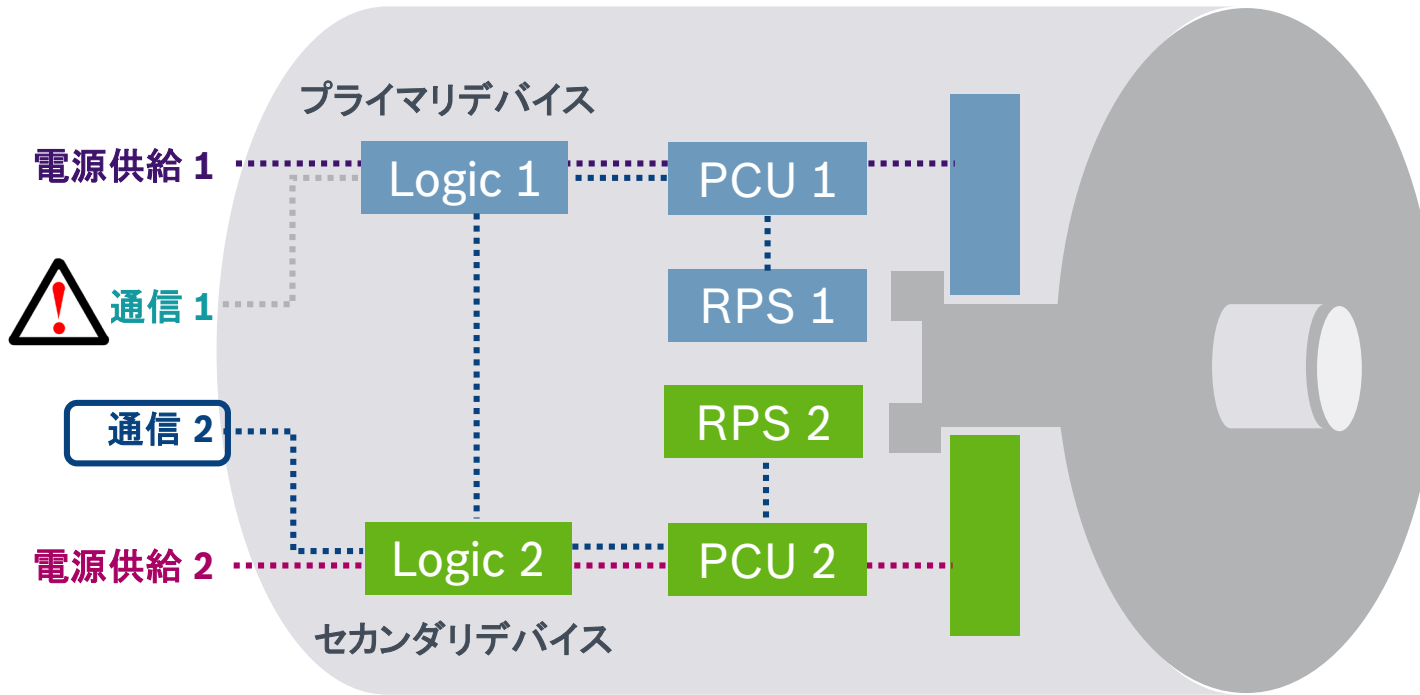 プライマリデバイス
電源供給 1
Logic 1
PCU 1
通信 1
RPS 1
通信 2
RPS 2
電源供給 2
Logic 2
PCU 2
セカンダリデバイス